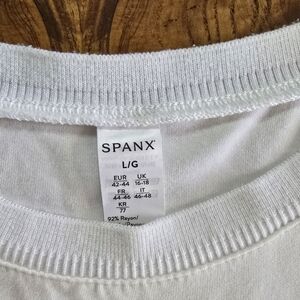 SPANX
L/G
EUR UK
42-44 16-18
FR IT
44-46 46-48
KR
77
92% Rayon/